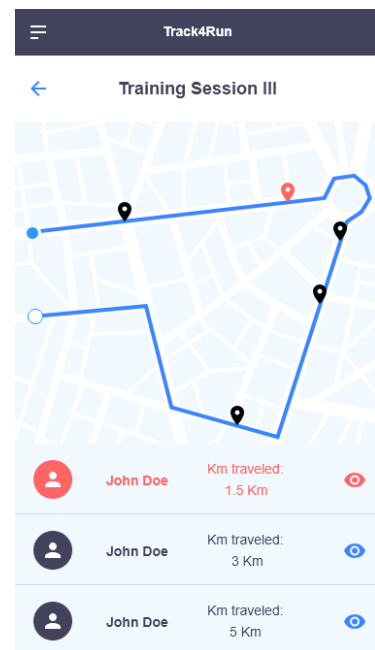 Track4Run
Training Session III
John Doe
Km traveled:
1.5 Km
John Doe
Km traveled:
3 Km
John Doe
Km traveled:
5 Km